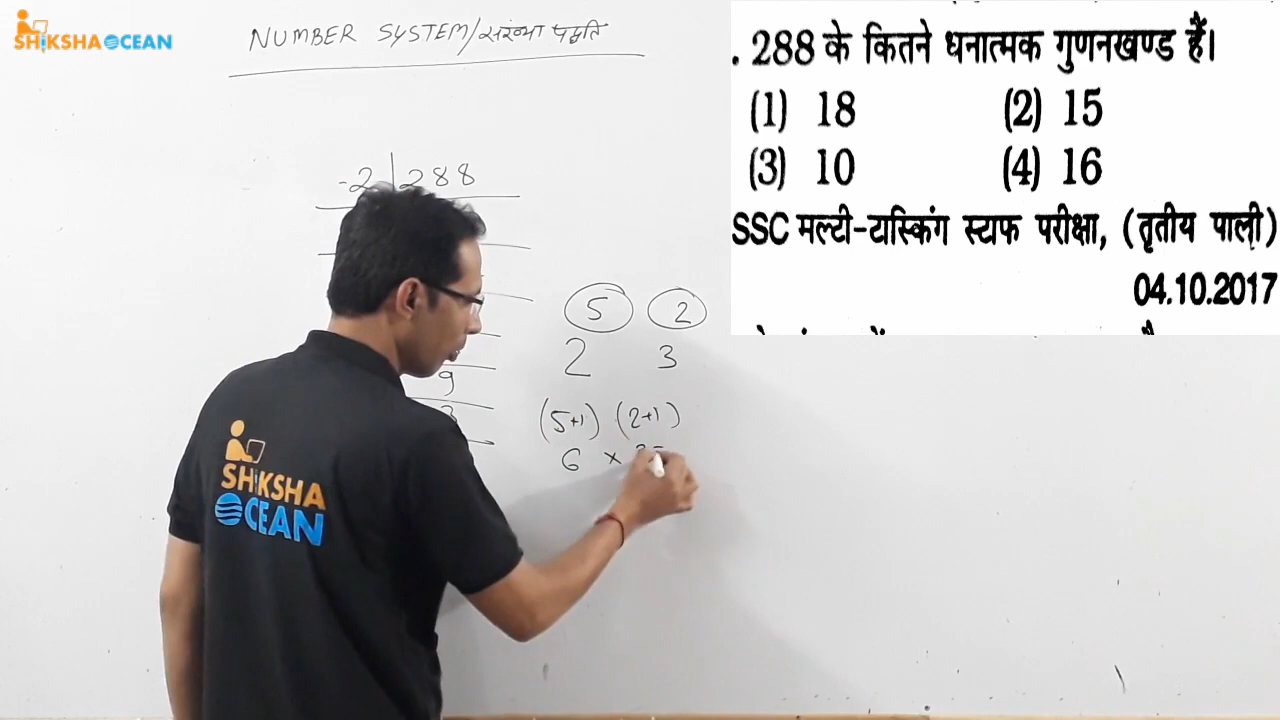 SHIKSHA OCEAN
NUMBER SYSTEM/संख्या पद्धति
. 288 के कितने धनात्मक गुणनखण्ड हैं।
(1) 18 (2) 15
(3) 10 (4) 16
SSC मल्टी-टास्किंग स्टाफ परीक्षा, (तृतीय पाली)
04.10.2017
2 288
5 2
2 3
9
(5+1) (2+1)
6 ×
SHIKSHA
OCEAN